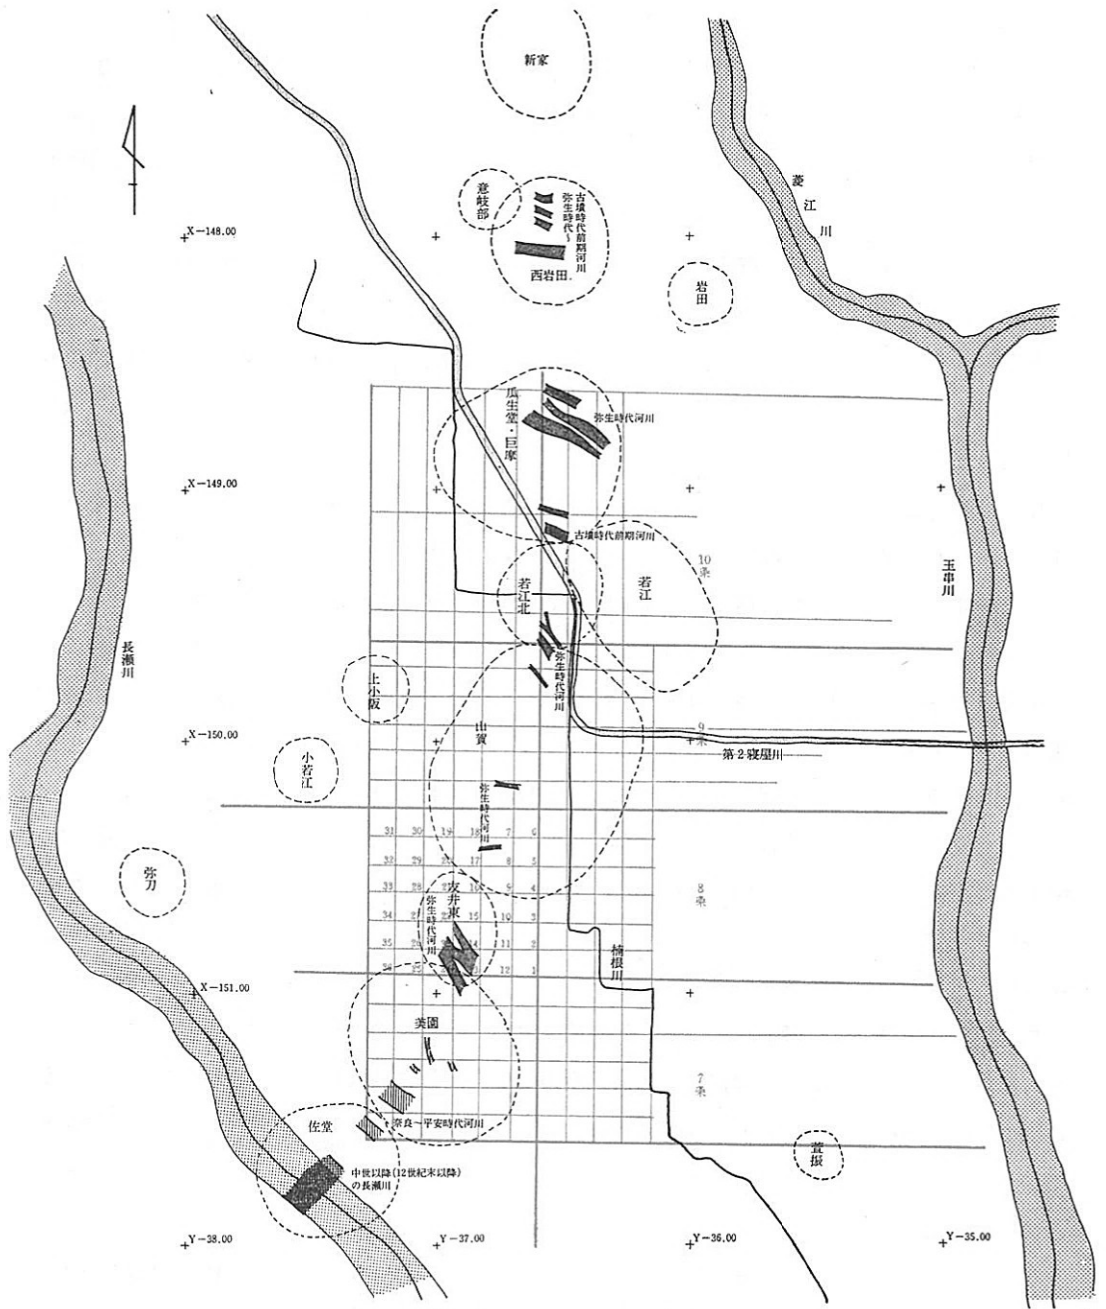 新家
意岐部
古墳時代前期河川
弥生時代〜
西岩田
菱江川
X−148.00
岩田
瓜生堂・巨摩
弥生時代河川
X−149.00
古墳時代前期河川
10条
若江北
若江
玉串川
長瀬川
弥生時代河川
上小阪
山賀
9条
X−150.00
第2寝屋川
小若江
弥生時代河川
31 30 19 18 7 6
32 29 20 17 8 5
33 28 21 16 9 4
34 27 22 15 10 3
35 26 14 11 2
36 25 12 1
弥刀
8条
友井東
弥生時代河川
楠根川
X−151.00
美園
7条
奈良〜平安時代河川
佐堂
萱振
中世以降(12世紀末以降)
の長瀬川
Y−38.00
Y−37.00
Y−36.00
Y−35.00